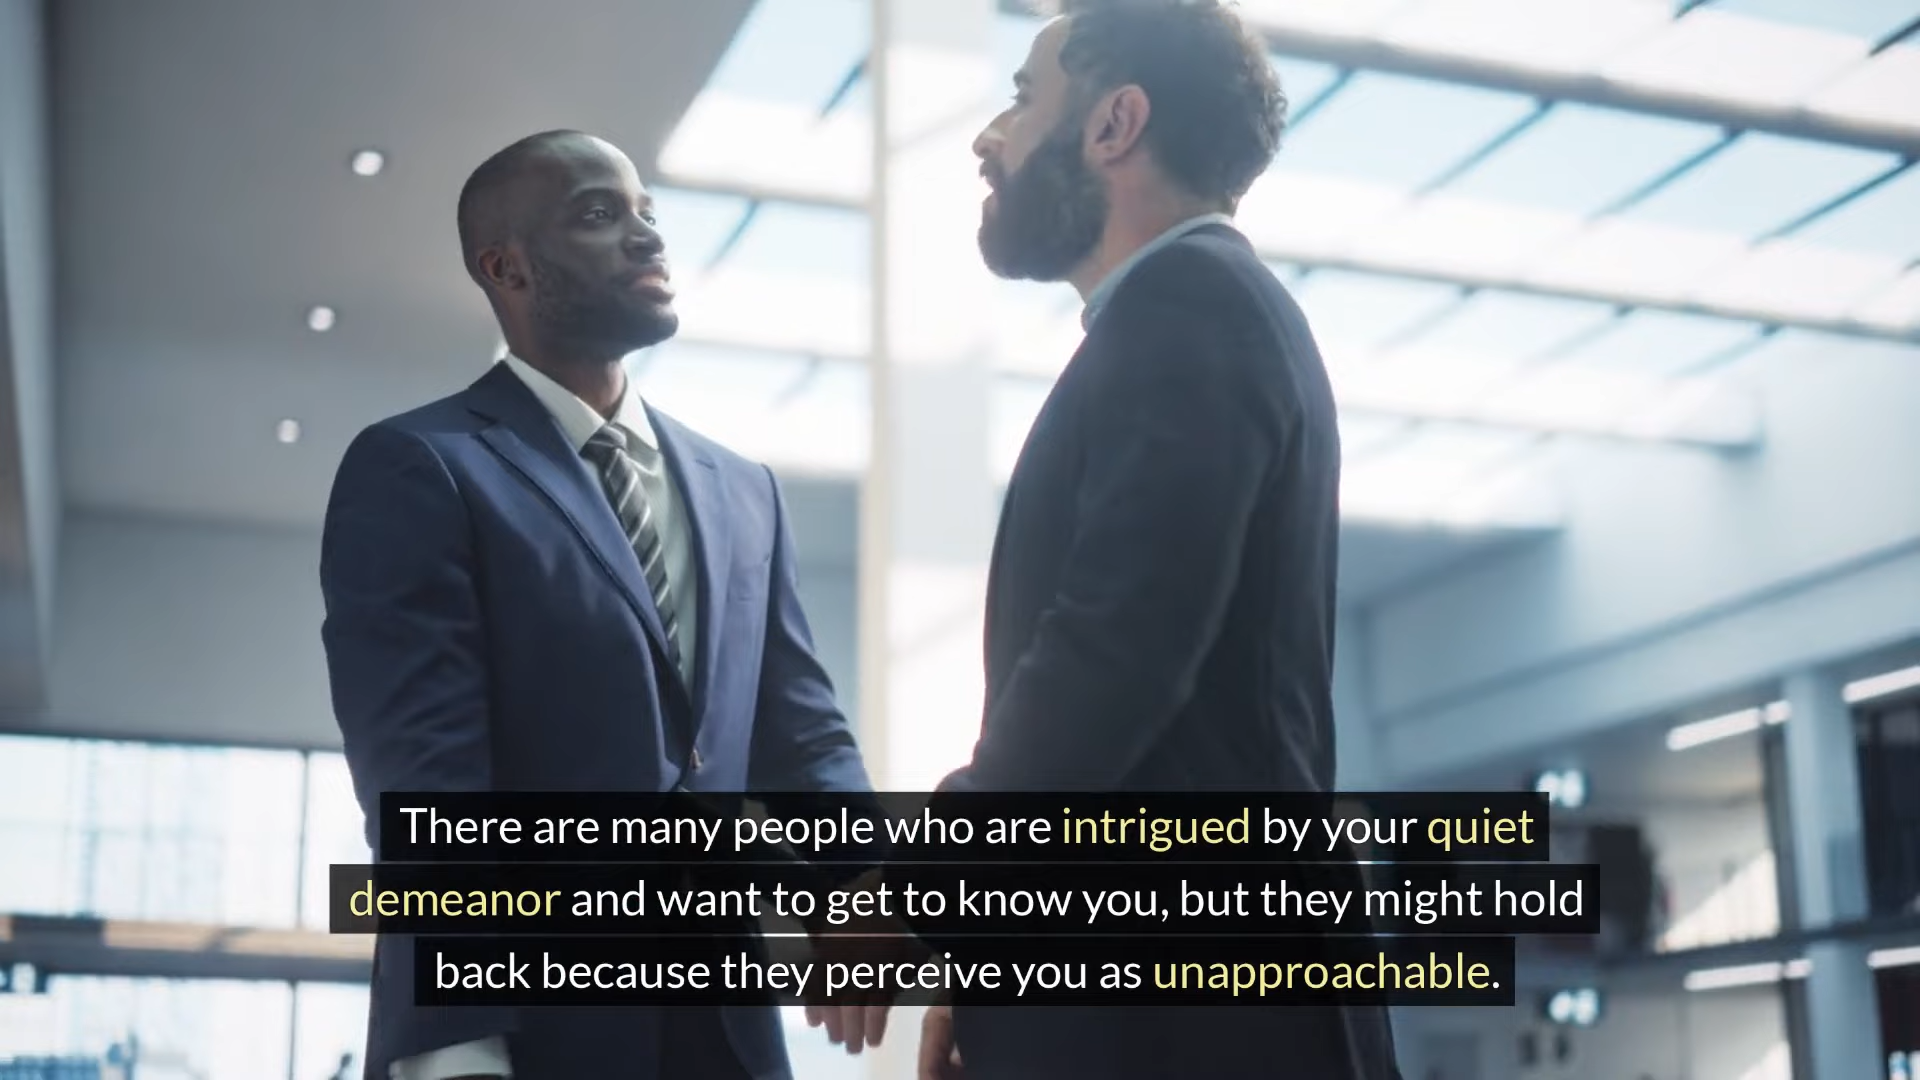 There are many people who are intrigued by your quiet
demeanor and want to get to know you, but they might hold
back because they perceive you as unapproachable.